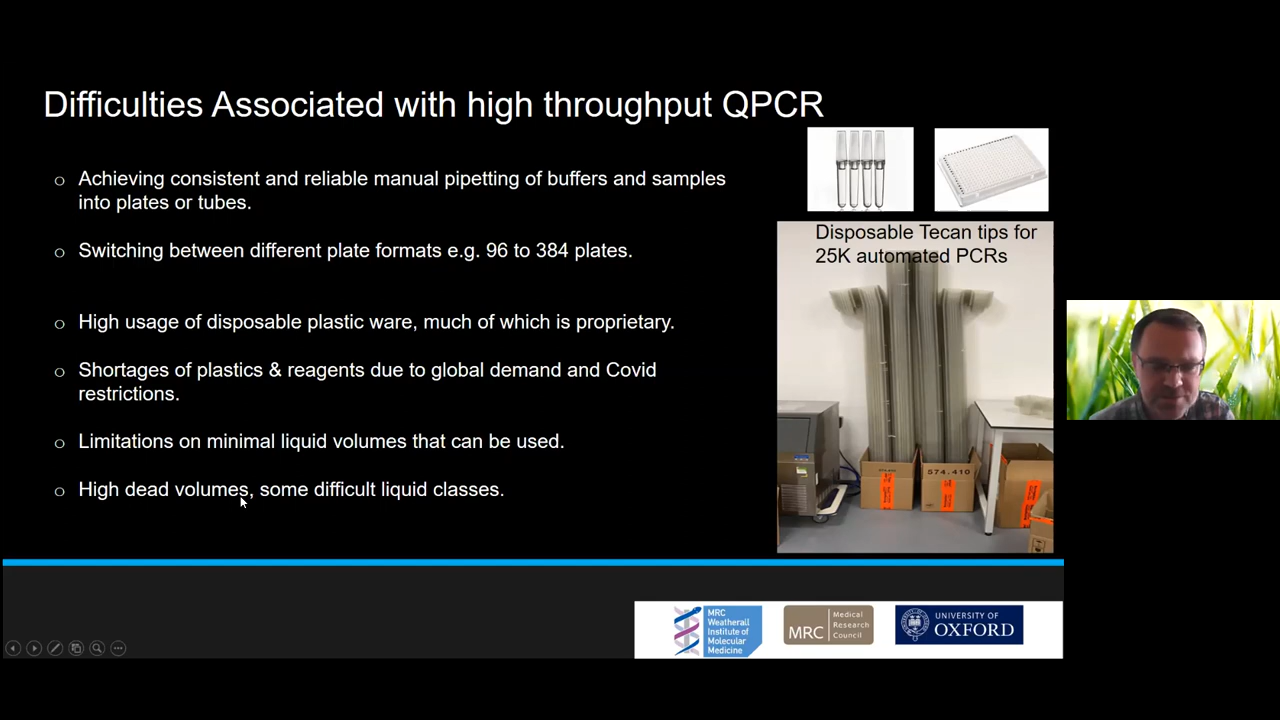 Difficulties Associated with high throughput QPCR
○ Achieving consistent and reliable manual pipetting of buffers and samples
into plates or tubes.
○ Switching between different plate formats e.g. 96 to 384 plates.
○ High usage of disposable plastic ware, much of which is proprietary.
○ Shortages of plastics & reagents due to global demand and Covid
restrictions.
○ Limitations on minimal liquid volumes that can be used.
○ High dead volumes, some difficult liquid classes.
Disposable Tecan tips for
25K automated PCRs
574.410
MRC
Weatherall
Institute of
Molecular
Medicine
MRC
Medical
Research
Council
UNIVERSITY OF
OXFORD